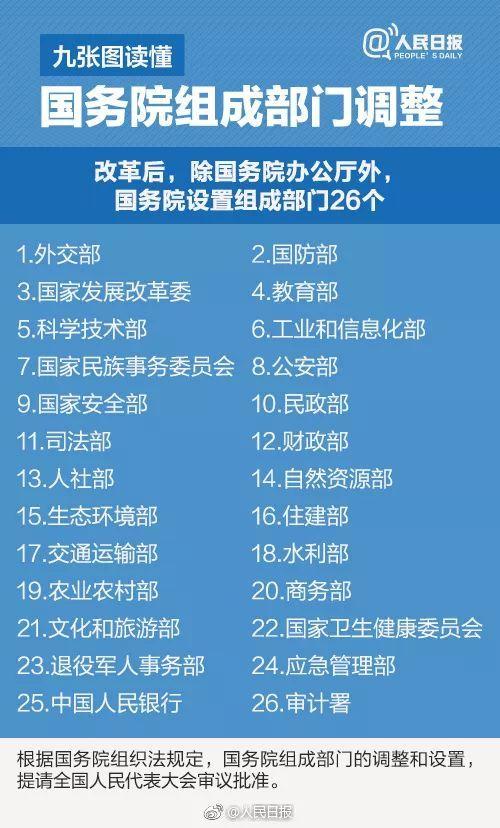 @人民日报
PEOPLE'S DAILY
九张图读懂
国务院组成部门调整
改革后，除国务院办公厅外，
国务院设置组成部门26个
1.外交部
2.国防部
3.国家发展改革委
4.教育部
5.科学技术部
6.工业和信息化部
7.国家民族事务委员会
8.公安部
9.国家安全部
10.民政部
11.司法部
12.财政部
13.人社部
14.自然资源部
15.生态环境部
16.住建部
17.交通运输部
18.水利部
19.农业农村部
20.商务部
21.文化和旅游部
22.国家卫生健康委员会
23.退役军人事务部
24.应急管理部
25.中国人民银行
26.审计署
根据国务院组织法规定，国务院组成部门的调整和设置，
提请全国人民代表大会审议批准。
@人民日报